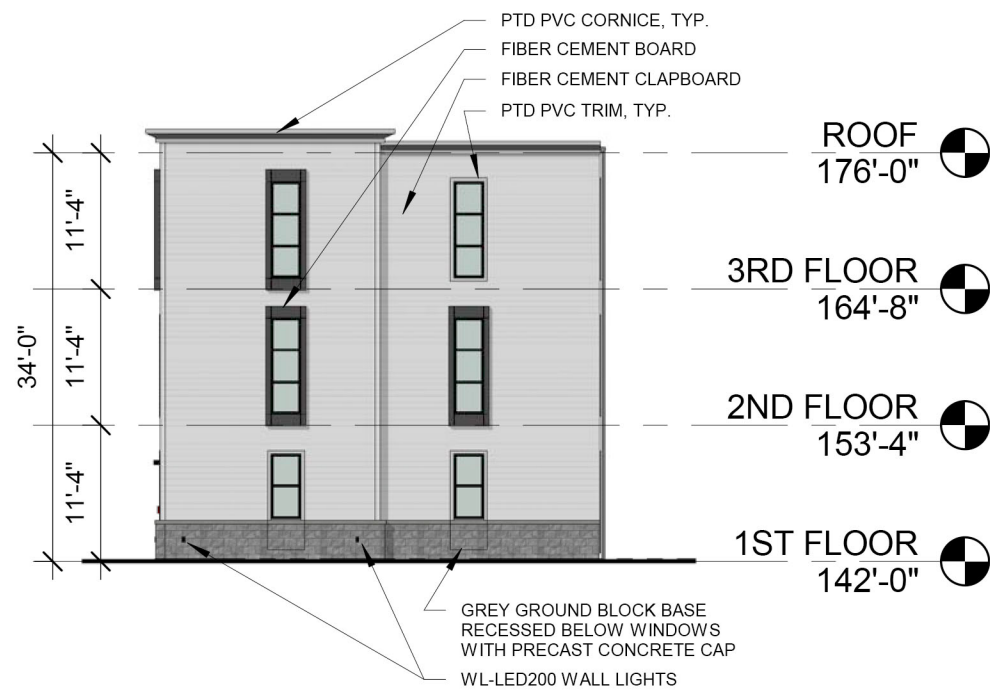 PTD PVC CORNICE, TYP.
FIBER CEMENT BOARD
FIBER CEMENT CLAPBOARD
PTD PVC TRIM, TYP.
ROOF
176'-0"
11'-4"
3RD FLOOR
164'-8"
34'-0"
11'-4"
2ND FLOOR
153'-4"
11'-4"
1ST FLOOR
142'-0"
GREY GROUND BLOCK BASE
RECESSED BELOW WINDOWS
WITH PRECAST CONCRETE CAP
WL-LED200 WALL LIGHTS